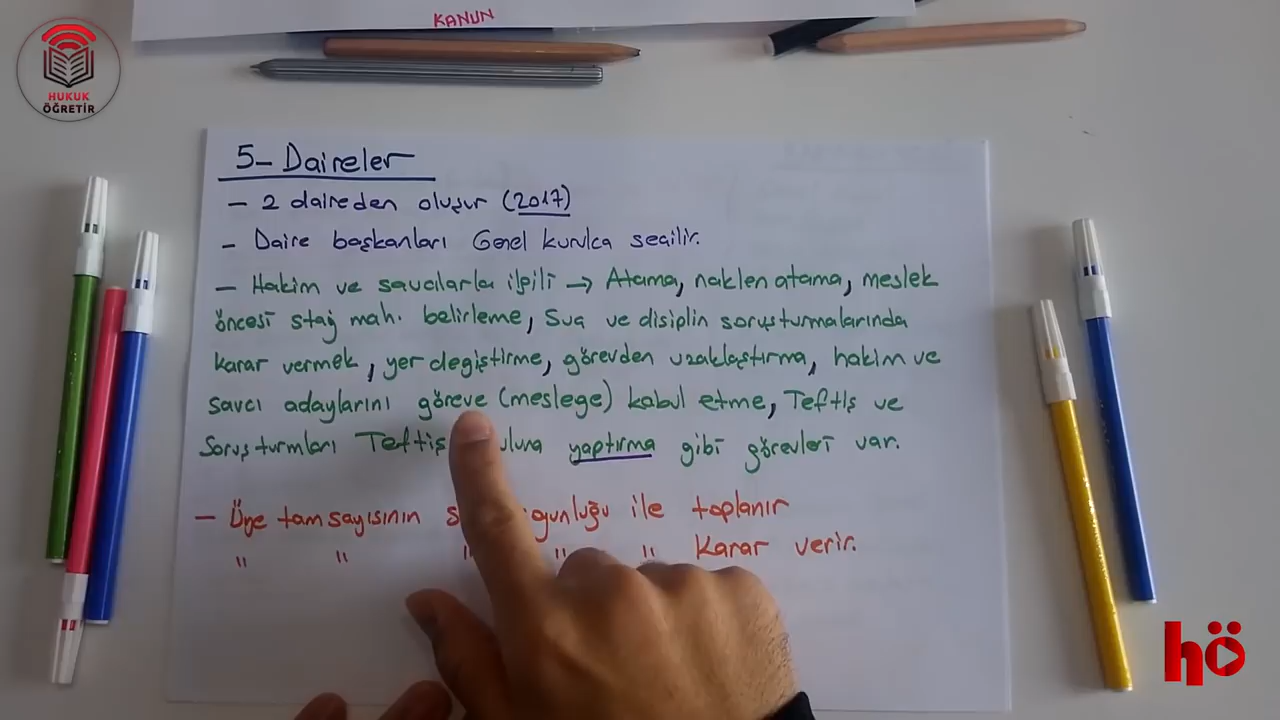 KANUN
HUKUK
ÖĞRETİR
5- Daireler
- 2 daireden oluşur (2017)
- Daire başkanları Genel kurulca seçilir.
- Hakim ve savcılarla ilgili → Atama, naklen atama, meslek
öncesi staj mah. belirleme, Suç ve disiplin soruşturmalarında
karar vermek, yer değiştirme, görevden uzaklaştırma, hakim ve
savcı adaylarını göreve (mesleğe) kabul etme, Teftiş ve
Soruşturmları Teftiş uluna yaptırma gibi görevleri var.
- Üye tamsayısının ile toplanır
" " " " " Karar verir.
hö